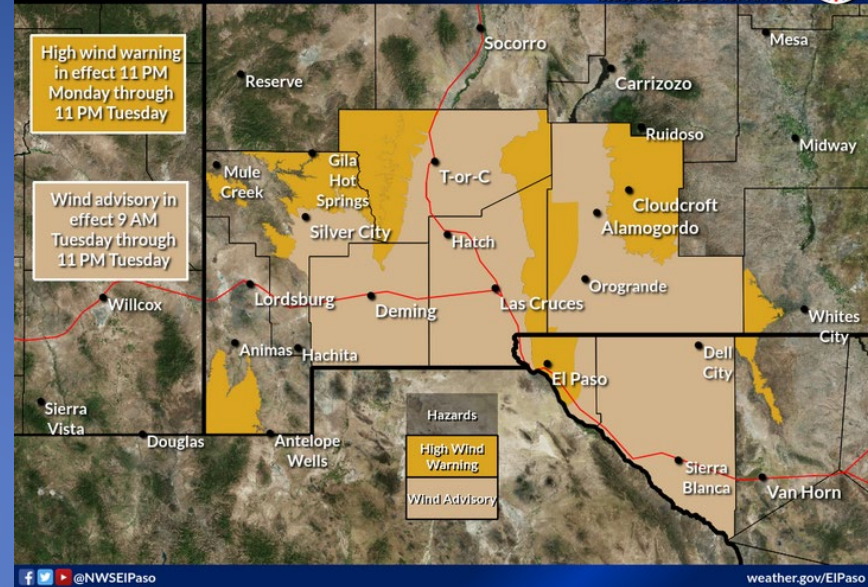 High wind warning
in effect 11 PM
Monday through
11 PM Tuesday
Wind advisory in
effect 9 AM
Tuesday through
11 PM Tuesday
Socorro
Mesa
Reserve
Carrizozo
Ruidoso
Midway
Mule
Creek
Gila
Hot
Springs
T-or-C
Cloudcroft
Alamogordo
Silver City
Hatch
Willcox
Lordsburg
Deming
Las Cruces
Orogrande
Whites
City
Animas
Hachita
El Paso
Dell
City
Sierra
Vista
Douglas
Antelope
Wells
Sierra
Blanca
Van Horn
Hazards
High Wind
Warning
Wind Advisory
@NWSElPaso
weather.gov/ElPaso